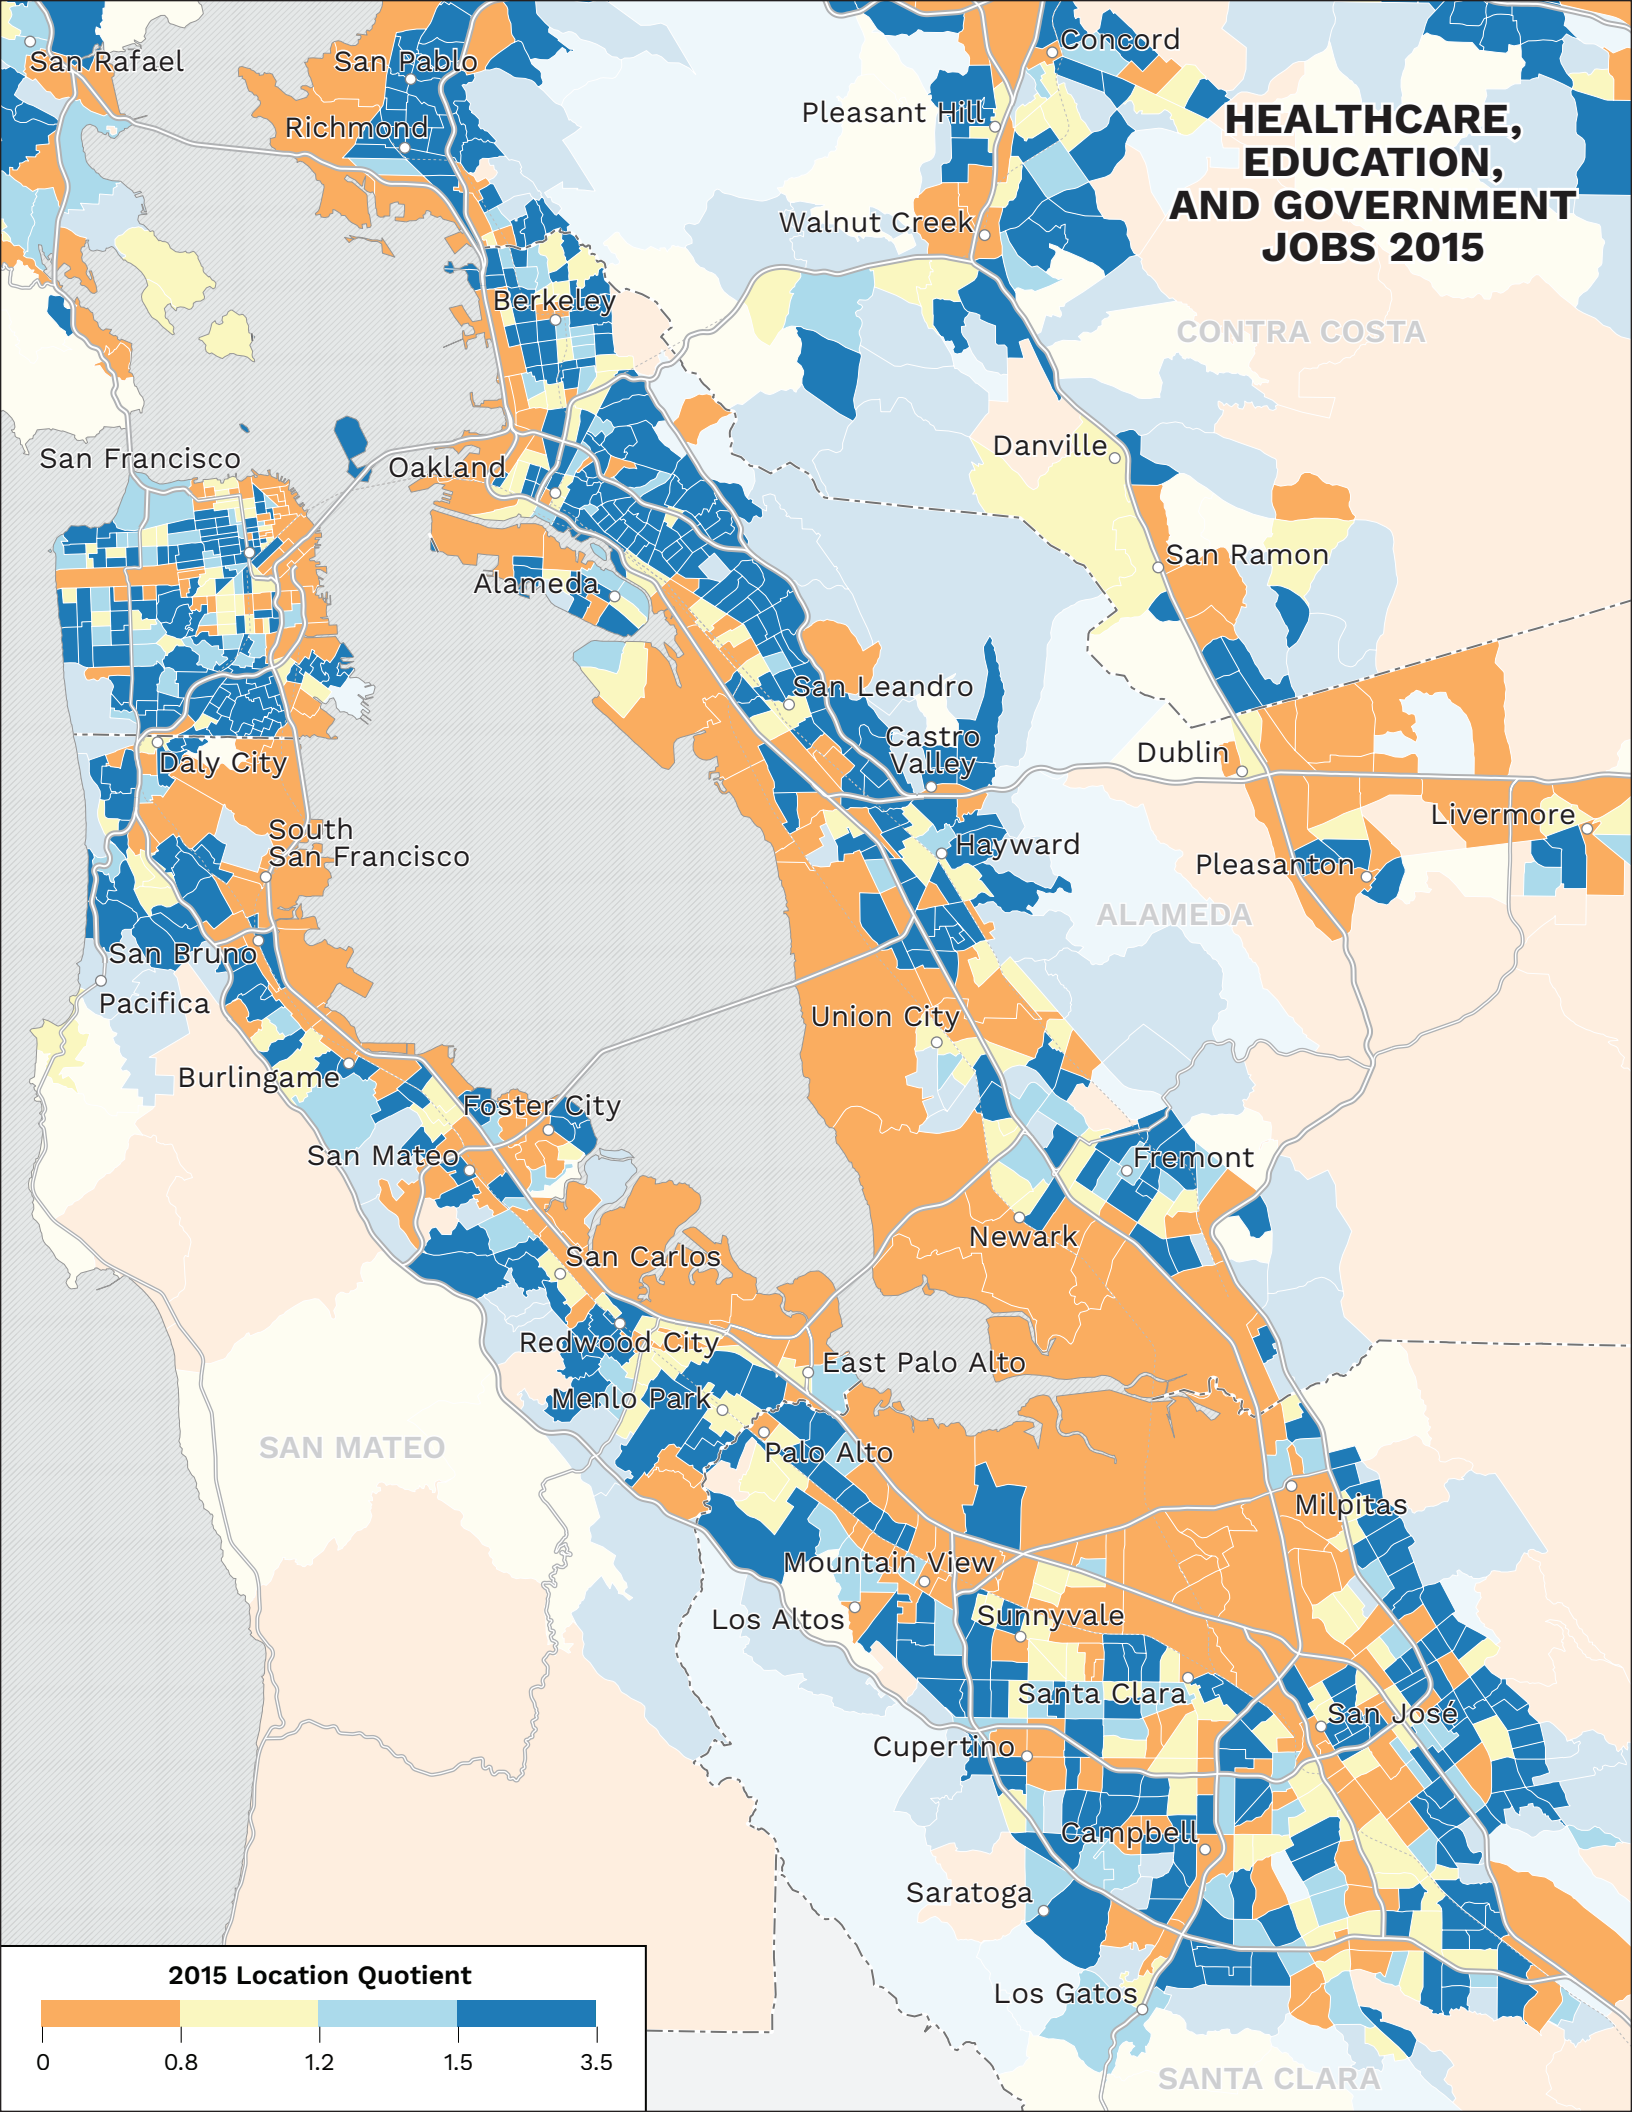 San Rafael
San Pablo
Concord
Richmond
Pleasant Hill
HEALTHCARE,
EDUCATION,
AND GOVERNMENT
JOBS 2015
Walnut Creek
Berkeley
CONTRA COSTA
San Francisco
Oakland
Danville
Alameda
San Ramon
San Leandro
Castro
Valley
Daly City
Dublin
South
San Francisco
Livermore
Hayward
Pleasanton
ALAMEDA
San Bruno
Pacifica
Union City
Burlingame
Foster City
San Mateo
Fremont
Newark
San Carlos
Redwood City
East Palo Alto
Menlo Park
SAN MATEO
Palo Alto
Milpitas
Mountain View
Los Altos
Sunnyvale
Santa Clara
San José
Cupertino
Campbell
Saratoga
Los Gatos
SANTA CLARA
2015 Location Quotient
0 0.8 1.2 1.5 3.5